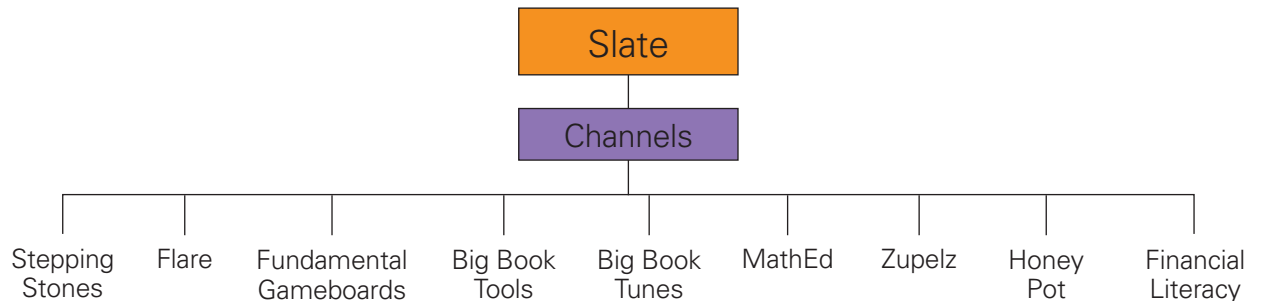 Slate
Channels
Stepping
Stones
Flare
Fundamental
Gameboards
Big Book
Tools
Big Book
Tunes
MathEd
Zupelz
Honey
Pot
Financial
Literacy